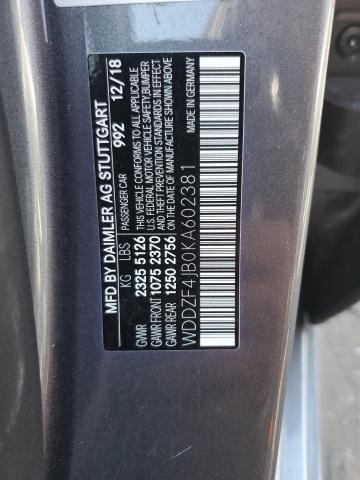 MFD BY DAIMLER AG STUTTGART
PASSENGER CAR 992 12/18
KG LBS
GVWR 2325 5126
GAWR FRONT 1075 2370
GAWR REAR 1250 2756
THIS VEHICLE CONFORMS TO ALL APPLICABLE
U.S. FEDERAL MOTOR VEHICLE SAFETY, BUMPER
AND THEFT PREVENTION STANDARDS IN EFFECT
ON THE DATE OF MANUFACTURE SHOWN ABOVE
WDDZF4JB0KA602381
MADE IN GERMANY